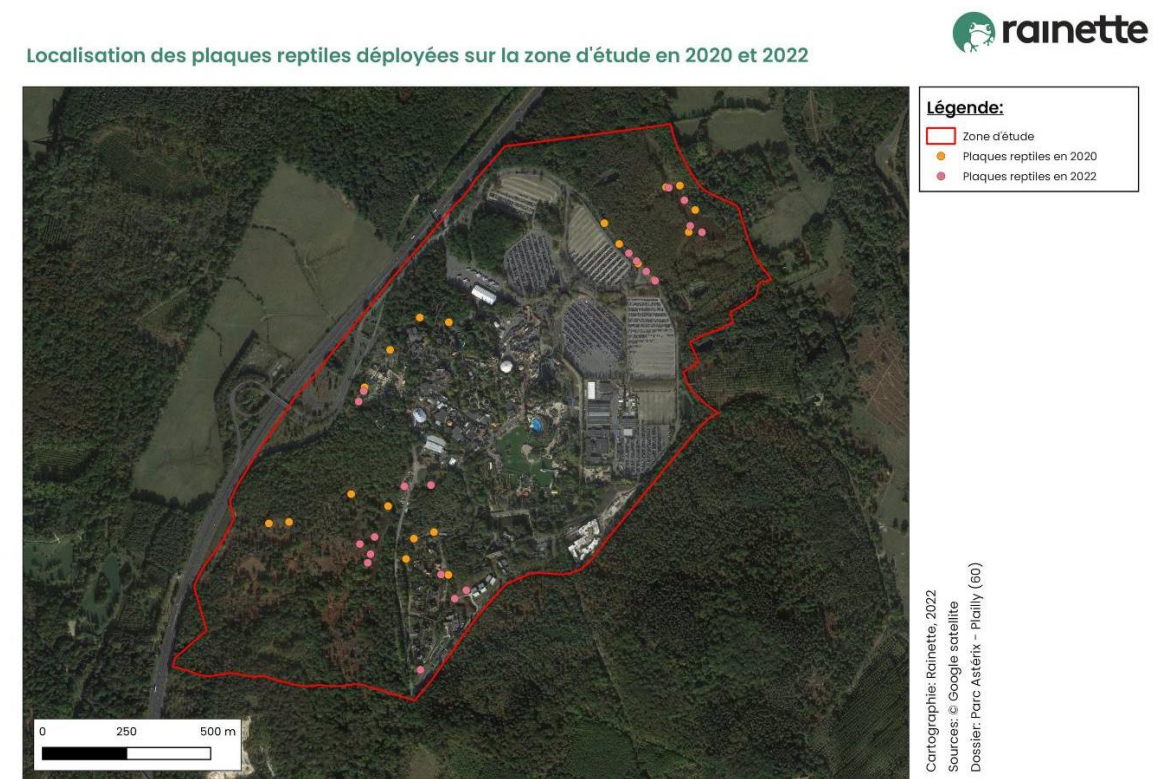 rainette
Localisation des plaques reptiles déployées sur la zone d'étude en 2020 et 2022
Légende:
Zone d'étude
Plaques reptiles en 2020
Plaques reptiles en 2022
0 250 500 m
Cartographie: Rainette, 2022
Sources: © Google satellite
Dossier: Parc Astérix - Plailly (60)